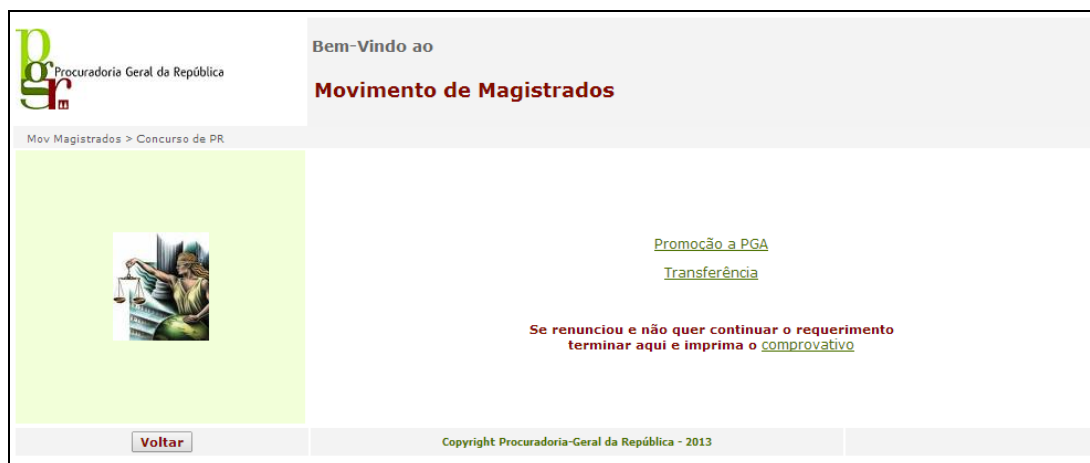 pgr
Procuradoria Geral da República
Bem-Vindo ao
Movimento de Magistrados
Mov Magistrados > Concurso de PR
Promoção a PGA
Transferência
Se renunciou e não quer continuar o requerimento
terminar aqui e imprima o comprovativo
Voltar
Copyright Procuradoria-Geral da República - 2013